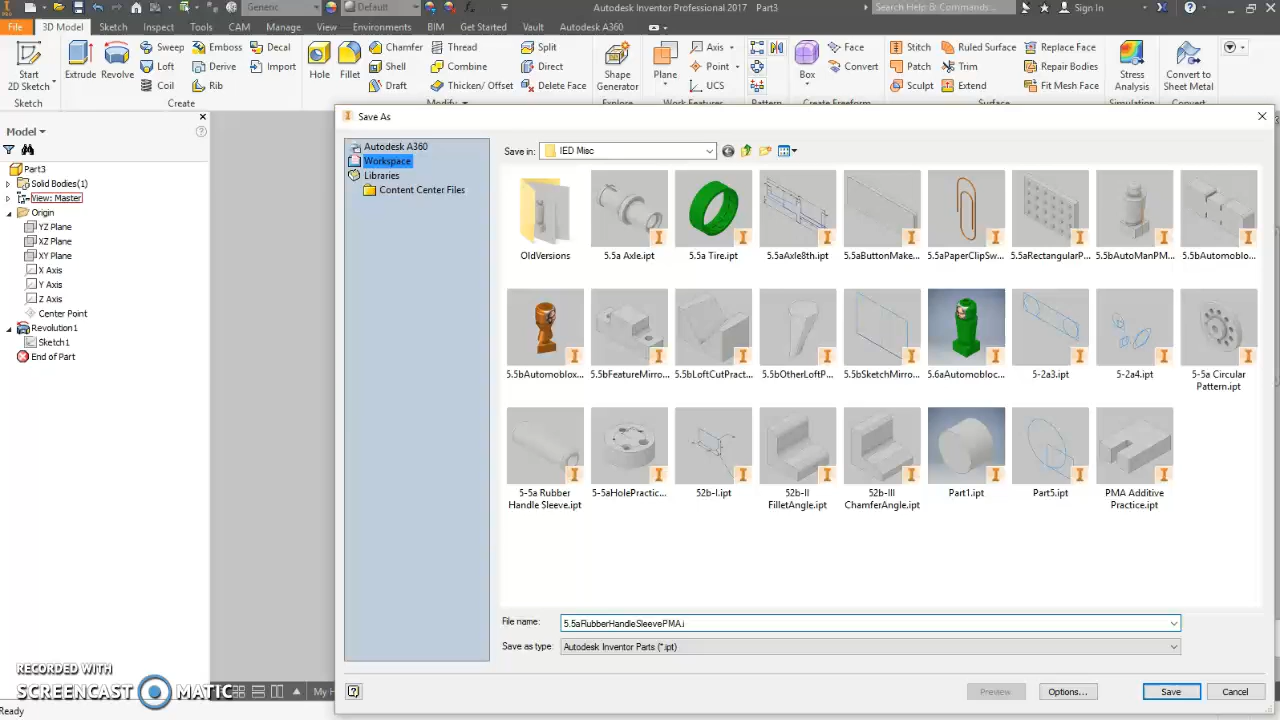 Generic
Default
Autodesk Inventor Professional 2017 Part3
Search Help & Commands...
Sign In
File 3D Model Sketch Inspect Tools CAM Manage View Environments BIM Get Started Vault Autodesk A360
Start
2D Sketch
Sketch
Extrude Revolve
Sweep Emboss Decal
Loft Derive Import
Coil Rib
Create
Hole Fillet
Chamfer Thread Split
Shell Combine Direct
Draft Thicken/ Offset Delete Face
Modify
Shape
Generator
Explore
Plane
Axis
Point
UCS
Work Features
Pattern
Box
Face
Convert
Create Freeform
Stitch Ruled Surface Replace Face
Patch Trim Repair Bodies
Sculpt Extend Fit Mesh Face
Surface
Stress
Analysis
Simulation
Convert to
Sheet Metal
Convert
Model
Part3
Solid Bodies(1)
View: Master
Origin
YZ Plane
XZ Plane
XY Plane
X Axis
Y Axis
Z Axis
Center Point
Revolution1
Sketch1
End of Part
Save As
Autodesk A360
Workspace
Libraries
Content Center Files
Save in: IED Misc
OldVersions 5.5a Axle.ipt 5.5a Tire.ipt 5.5aAxle8th.ipt 5.5aButtonMake... 5.5aPaperClipSw... 5.5aRectangularP... 5.5bAutoManPM... 5.5bAutomoblo...
5.5bAutomoblox... 5.5bFeatureMirro... 5.5bLoftCutPract... 5.5bOtherLoftP... 5.5bSketchMirro... 5.6aAutomobloc... 5-2a3.ipt 5-2a4.ipt 5-5a Circular
Pattern.ipt
5-5a Rubber
Handle Sleeve.ipt
5-5aHolePractic...
52b-I.ipt
52b-II
FilletAngle.ipt
52b-III
ChamferAngle.ipt
Part1.ipt
Part5.ipt
PMA Additive
Practice.ipt
File name: 5.5aRubberHandleSleevePMA.i
Save as type: Autodesk Inventor Parts (*.ipt)
Preview Options... Save Cancel
RECORDED WITH
SCREENCAST MATIC
My H
Ready